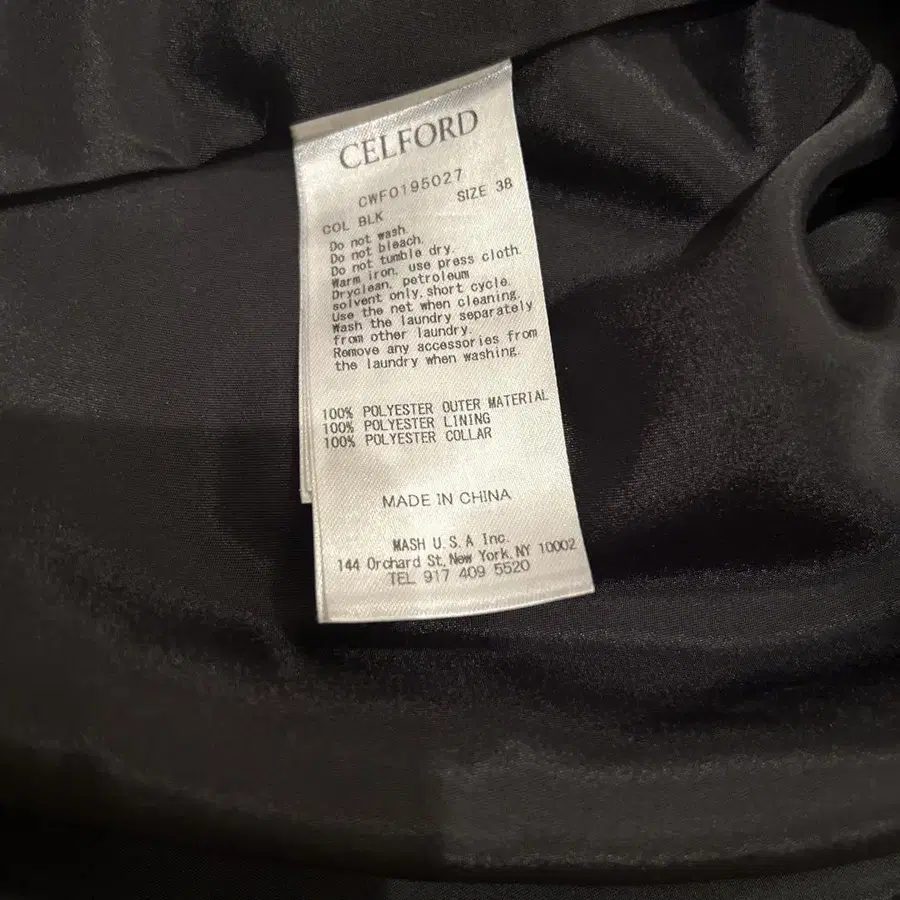 CELFORD
CWFO195027
COL BLK SIZE 38
Do not wash.
Do not bleach.
Do not tumble dry.
Warm iron, use press cloth.
Dryclean, petroleum
solvent only, short cycle.
Use the net when cleaning.
Wash the laundry separately
from other laundry.
Remove any accessories from
the laundry when washing.
100% POLYESTER OUTER MATERIAL
100% POLYESTER LINING
100% POLYESTER COLLAR
MADE IN CHINA
MASH U.S.A Inc.
144 Orchard St, New York, NY 10002
TEL 917 409 5520